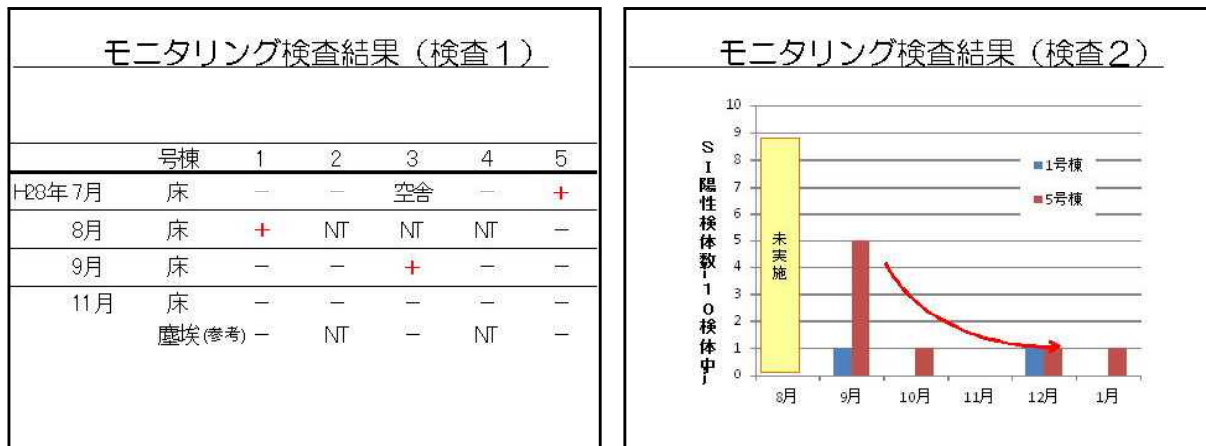 モニタリング検査結果（検査１）
号棟 1 2 3 4 5
H28年7月 床 － － 空舎 － +
8月 床 + NT NT NT －
9月 床 － － + － －
11月 床 － － － － －
塵埃(参考) － NT － NT －
モニタリング検査結果（検査２）
SI陽性検体数(10検体中)
10
9
8
7
6
5
4
3
2
1
0
未実施
1号棟
5号棟
8月 9月 10月 11月 12月 1月